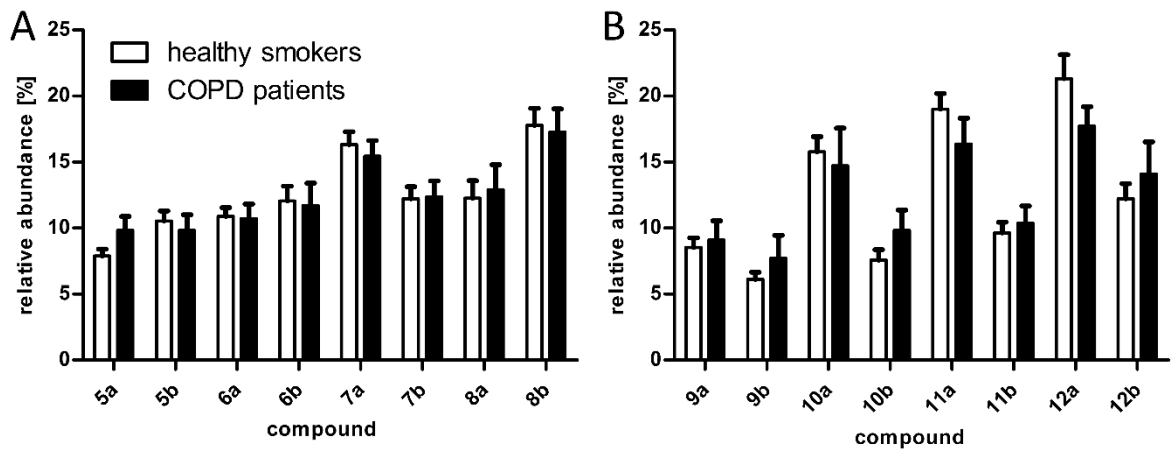 A
healthy smokers
COPD patients
relative abundance [%]
25
20
15
10
5
0
5a 5b 6a 6b 7a 7b 8a 8b
compound
B
relative abundance [%]
25
20
15
10
5
0
9a 9b 10a 10b 11a 11b 12a 12b
compound